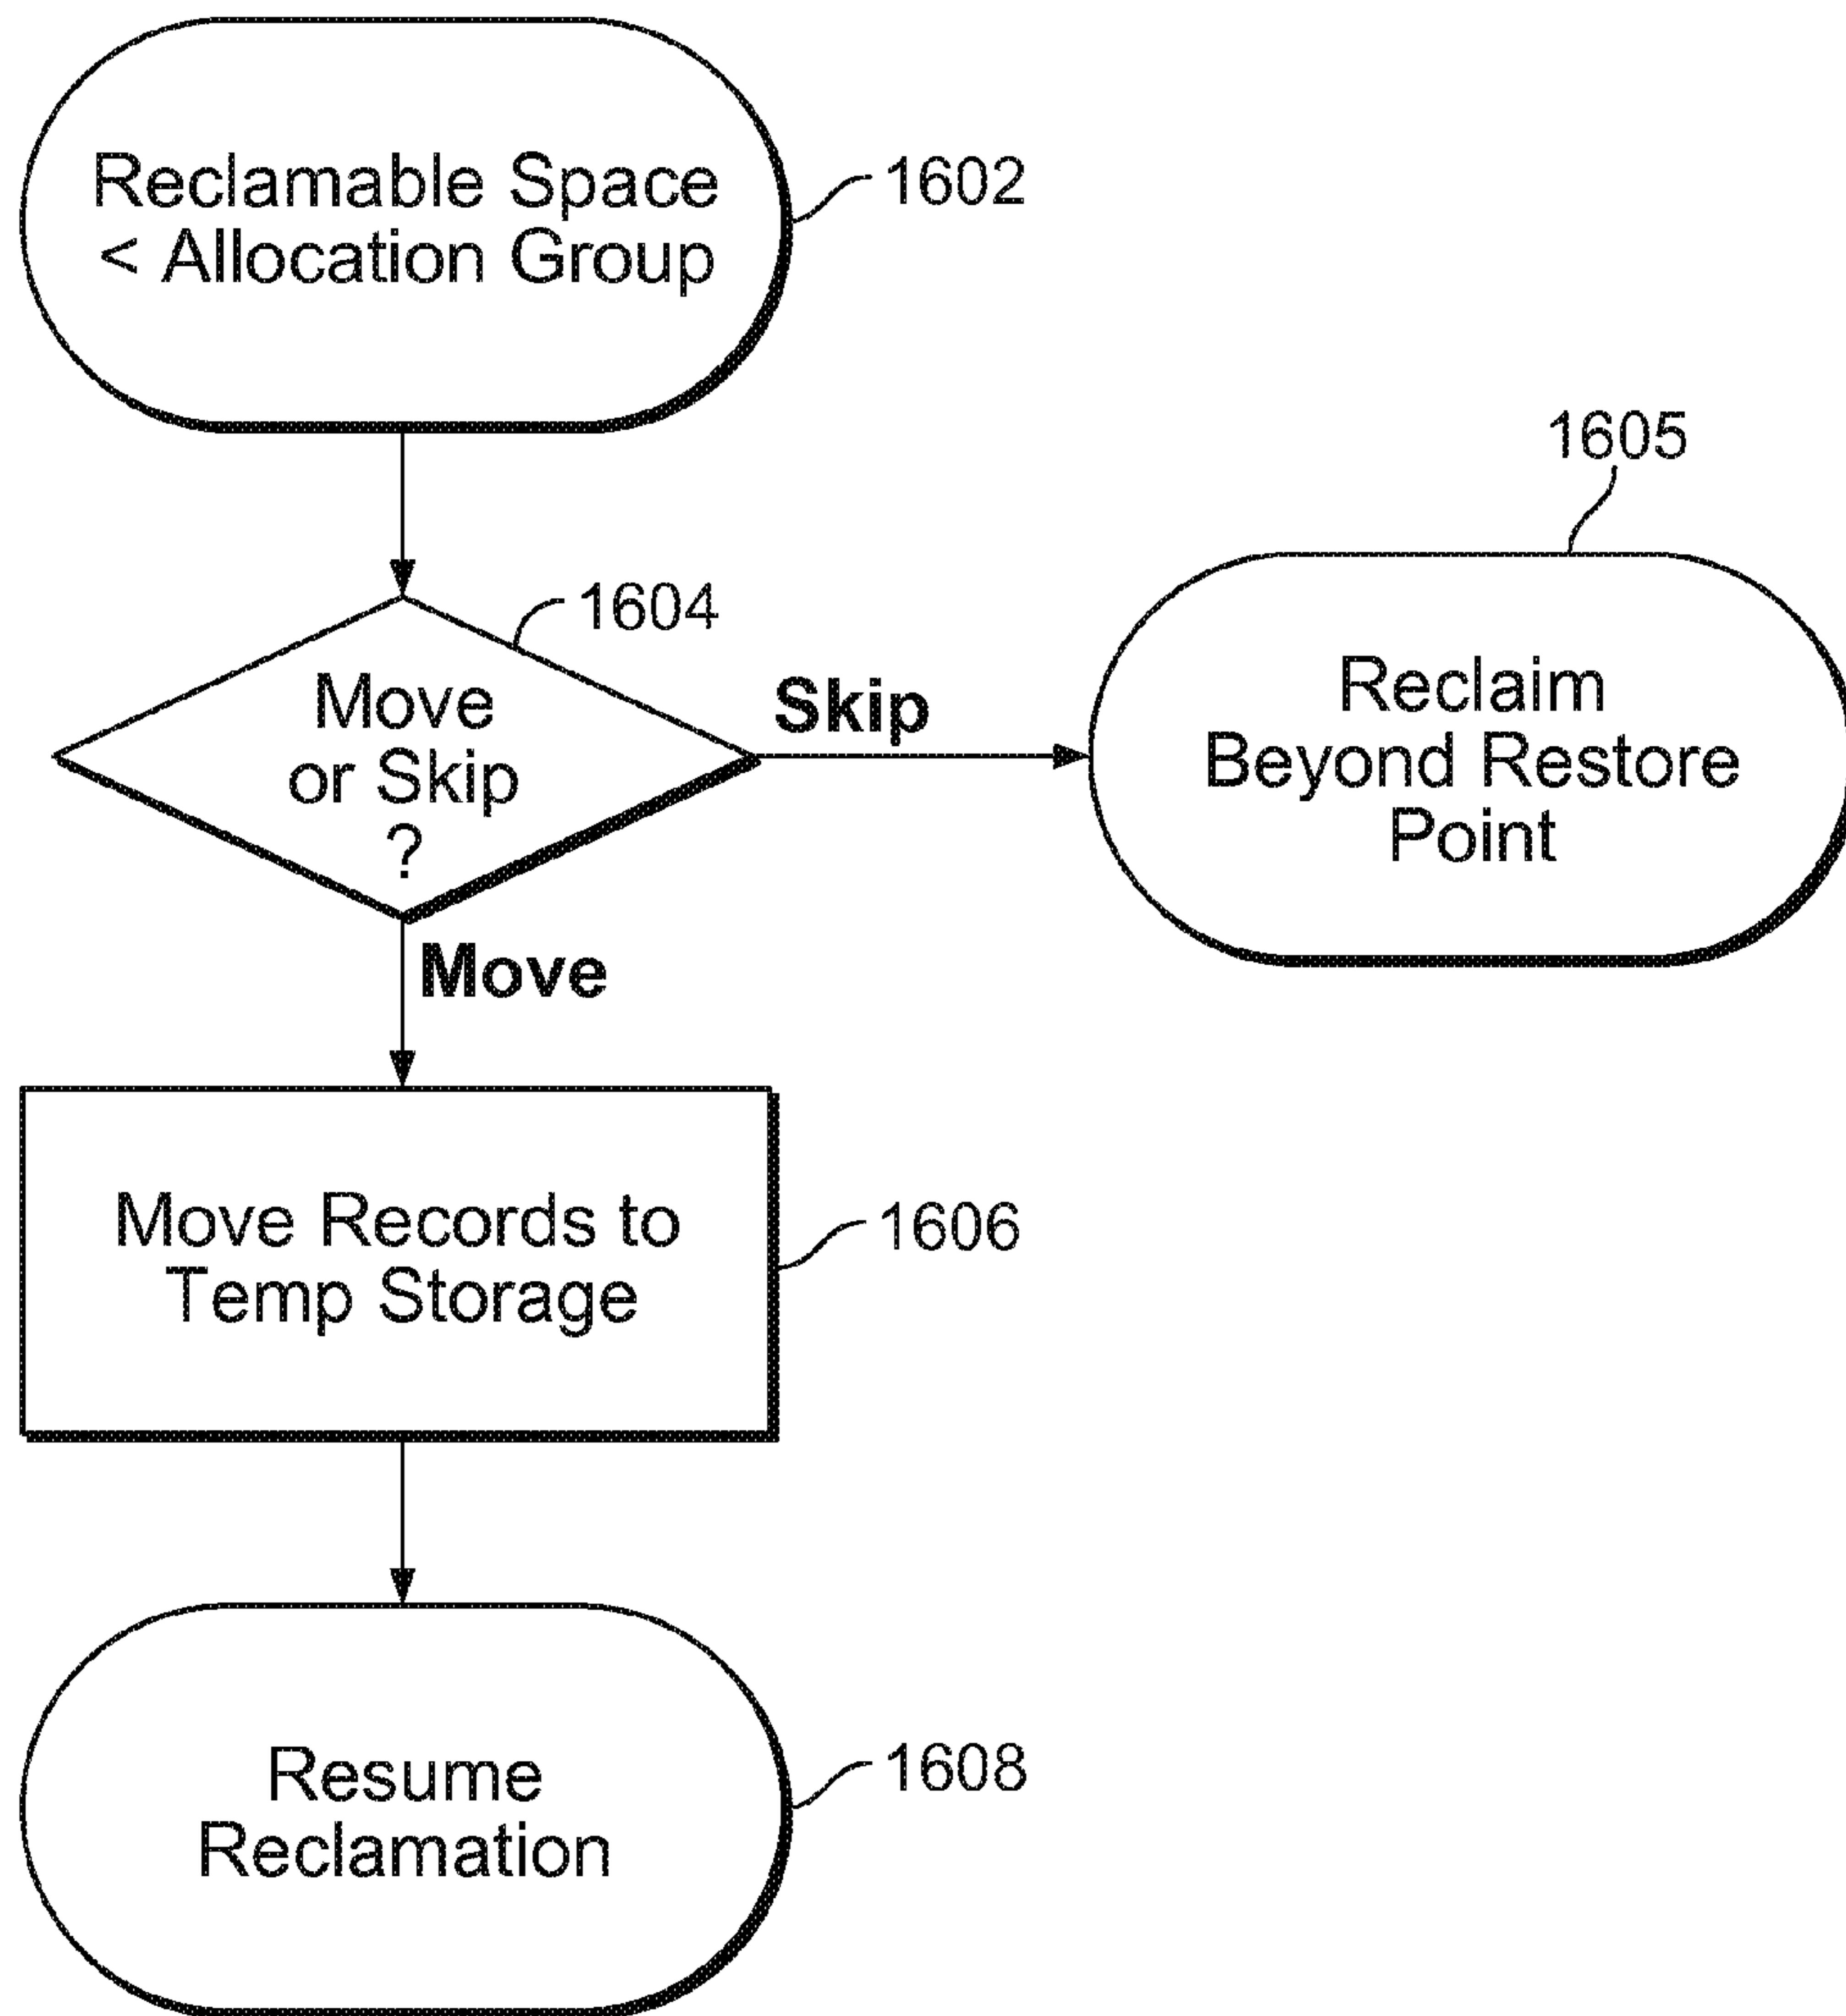 Reclamable Space
< Allocation Group
1602
1605
1604
Move
or Skip
?
Skip
Reclaim
Beyond Restore
Point
Move
Move Records to
Temp Storage
1606
Resume
Reclamation
1608